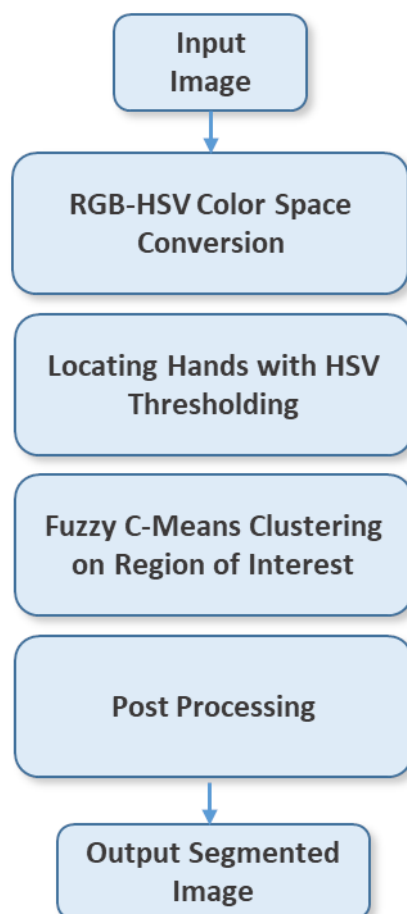 Input
Image
RGB-HSV Color Space
Conversion
Locating Hands with HSV
Thresholding
Fuzzy C-Means Clustering
on Region of Interest
Post Processing
Output Segmented
Image